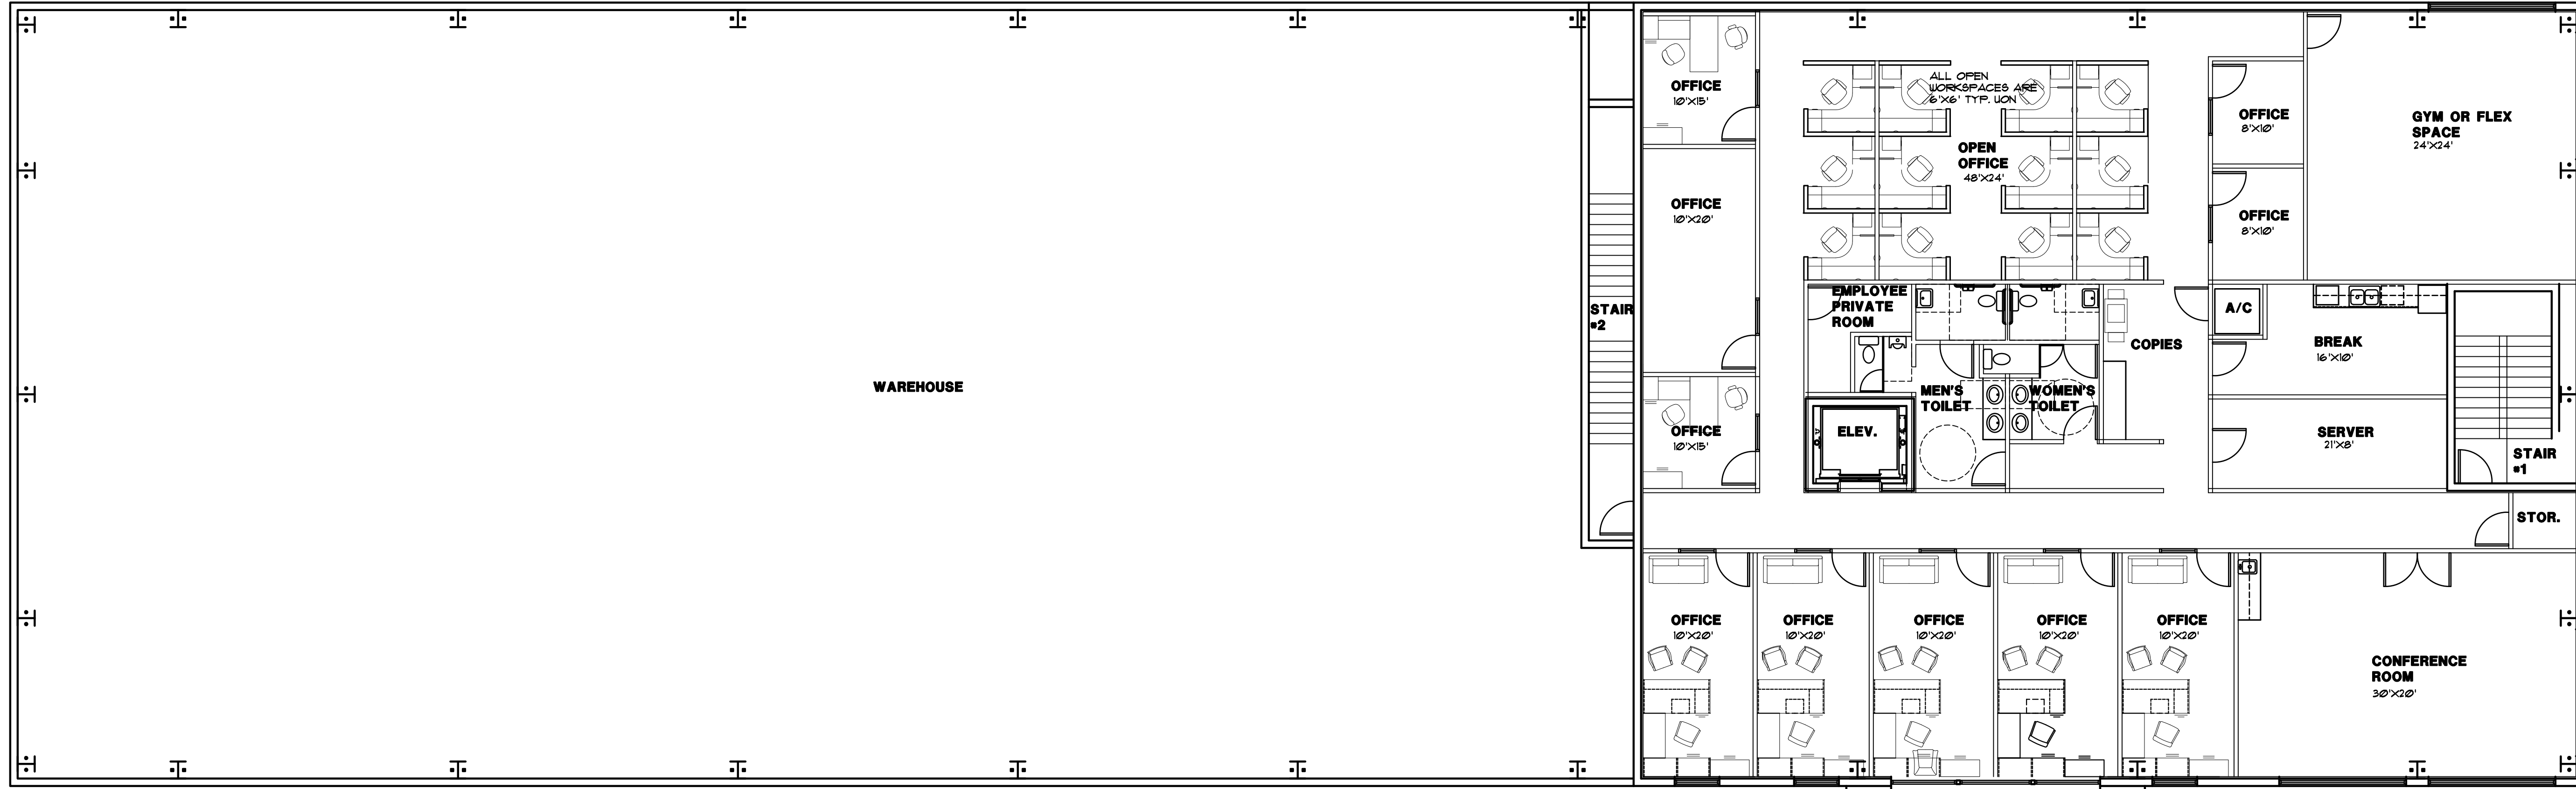 OFFICE
10'X15'
ALL OPEN
WORKSPACES ARE
6'X6' TYP. UON
OFFICE
8'X10'
GYM OR FLEX
SPACE
24'X24'
OPEN
OFFICE
48'X24'
OFFICE
10'X20'
OFFICE
8'X10'
STAIR
#2
EMPLOYEE
PRIVATE
ROOM
A/C
COPIES
BREAK
16'X10'
WAREHOUSE
MEN'S
TOILET
WOMEN'S
TOILET
OFFICE
10'X15'
ELEV.
SERVER
21'X8'
STAIR
#1
STOR.
OFFICE
10'X20'
OFFICE
10'X20'
OFFICE
10'X20'
OFFICE
10'X20'
OFFICE
10'X20'
CONFERENCE
ROOM
30'X20'